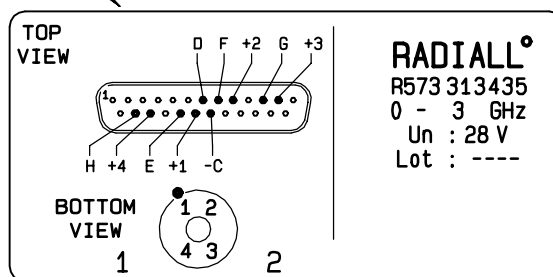 TOP
VIEW
D F +2 G +3
1
H +4 E +1 -C
BOTTOM
VIEW
1 2
4 3
1 2
RADIALL°
R573 313435
0 - 3 GHz
Un : 28 V
Lot : ----